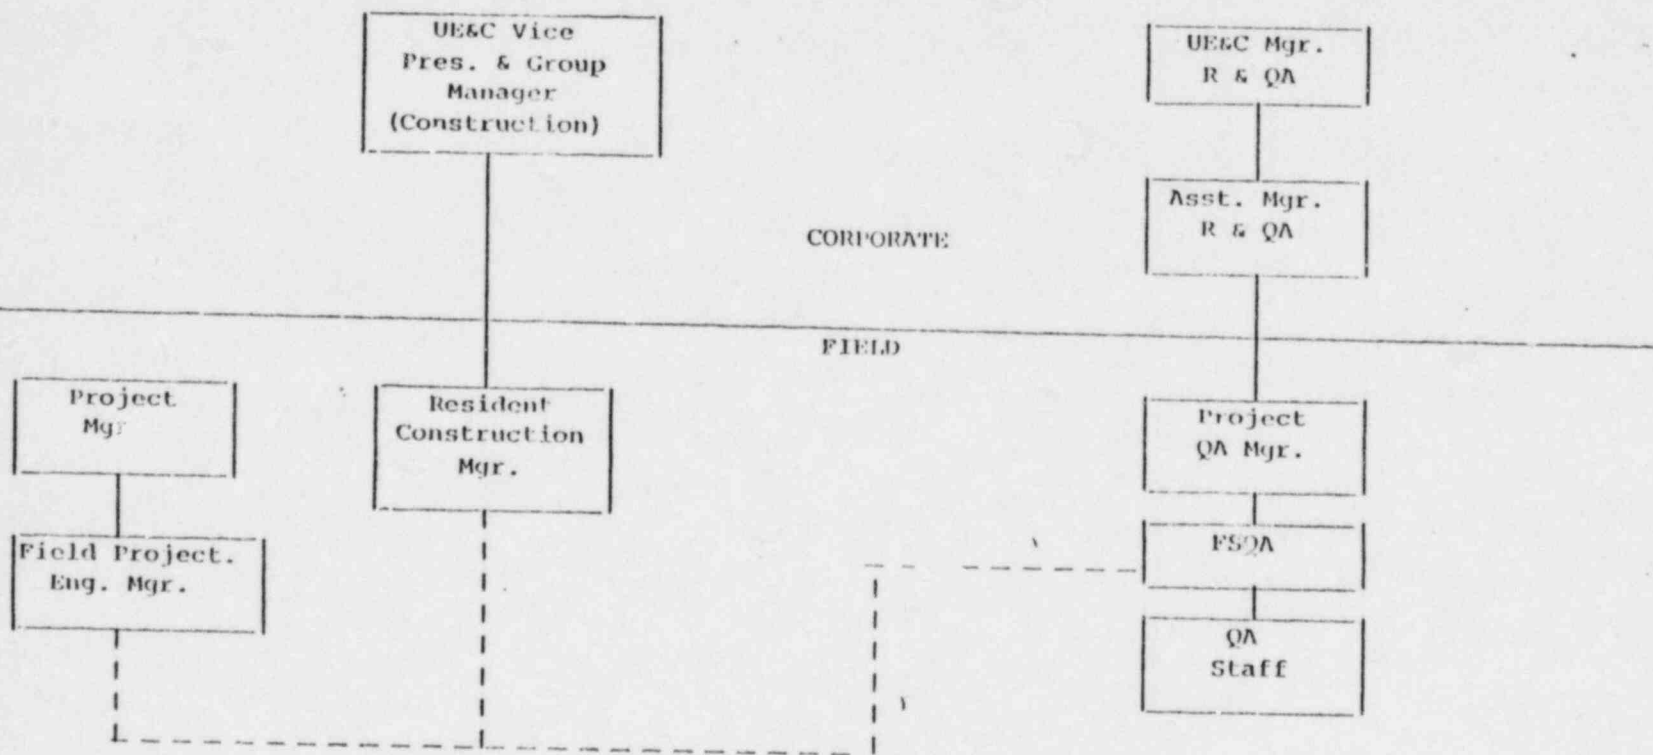 UE&C Vice
Pres. & Group
Manager
(Construction)
UE&C Mgr.
R & QA
Asst. Mgr.
R & QA
CORPORATE
FIELD
Project
Mgr
Resident
Construction
Mgr.
Project
QA Mgr.
Field Project.
Eng. Mgr.
FSQA
QA
Staff